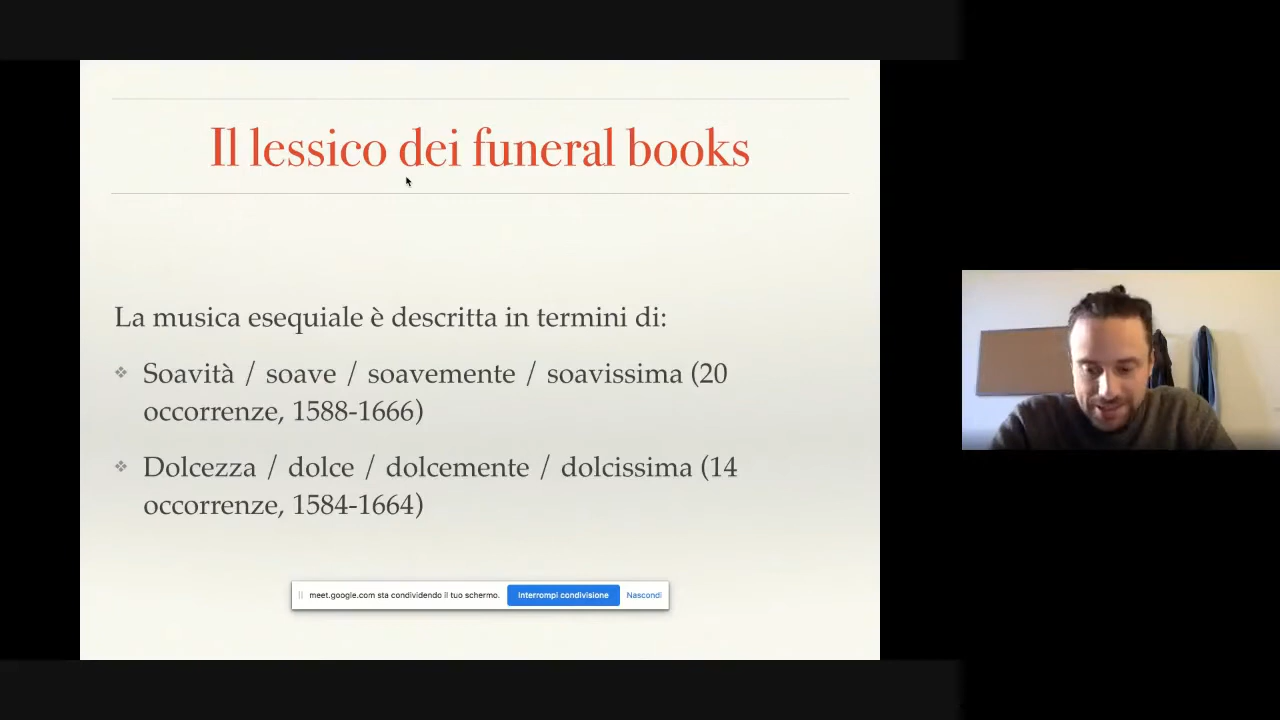 Il lessico dei funeral books
La musica esequiale è descritta in termini di:
Soavità / soave / soavemente / soavissima (20
occorrenze, 1588-1666)
Dolcezza / dolce / dolcemente / dolcissima (14
occorrenze, 1584-1664)
meet.google.com sta condividendo il tuo schermo. Interrompi condivisione Nascondi